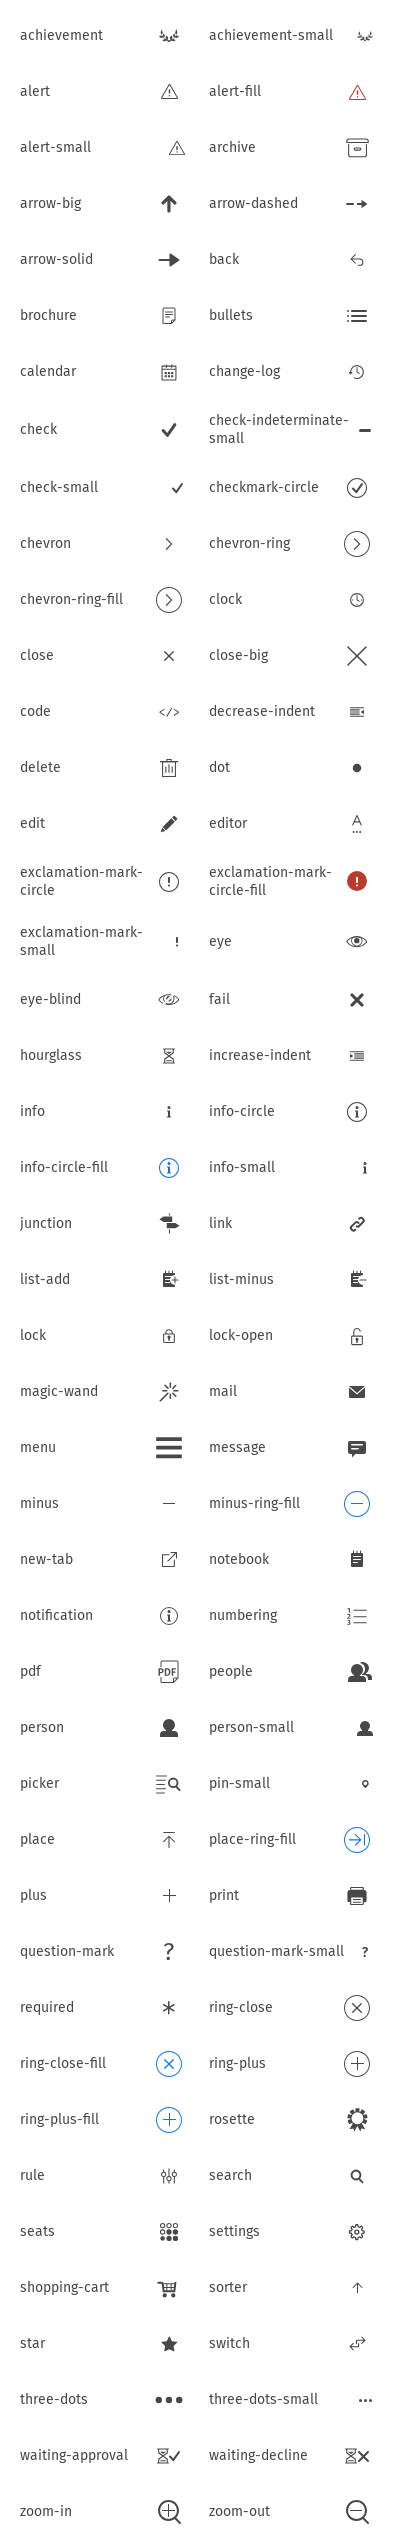 achievement
achievement-small
alert
alert-fill
alert-small
archive
arrow-big
arrow-dashed
arrow-solid
back
brochure
bullets
calendar
change-log
check
check-indeterminate-
small
check-small
checkmark-circle
chevron
chevron-ring
chevron-ring-fill
clock
close
close-big
code
decrease-indent
delete
dot
edit
editor
exclamation-mark-
circle
exclamation-mark-
circle-fill
exclamation-mark-
small
eye
eye-blind
fail
hourglass
increase-indent
info
info-circle
info-circle-fill
info-small
junction
link
list-add
list-minus
lock
lock-open
magic-wand
mail
menu
message
minus
minus-ring-fill
new-tab
notebook
notification
numbering
pdf
PDF
people
person
person-small
picker
pin-small
place
place-ring-fill
plus
print
question-mark
question-mark-small
required
ring-close
ring-close-fill
ring-plus
ring-plus-fill
rosette
rule
search
seats
settings
shopping-cart
sorter
star
switch
three-dots
three-dots-small
waiting-approval
waiting-decline
zoom-in
zoom-out